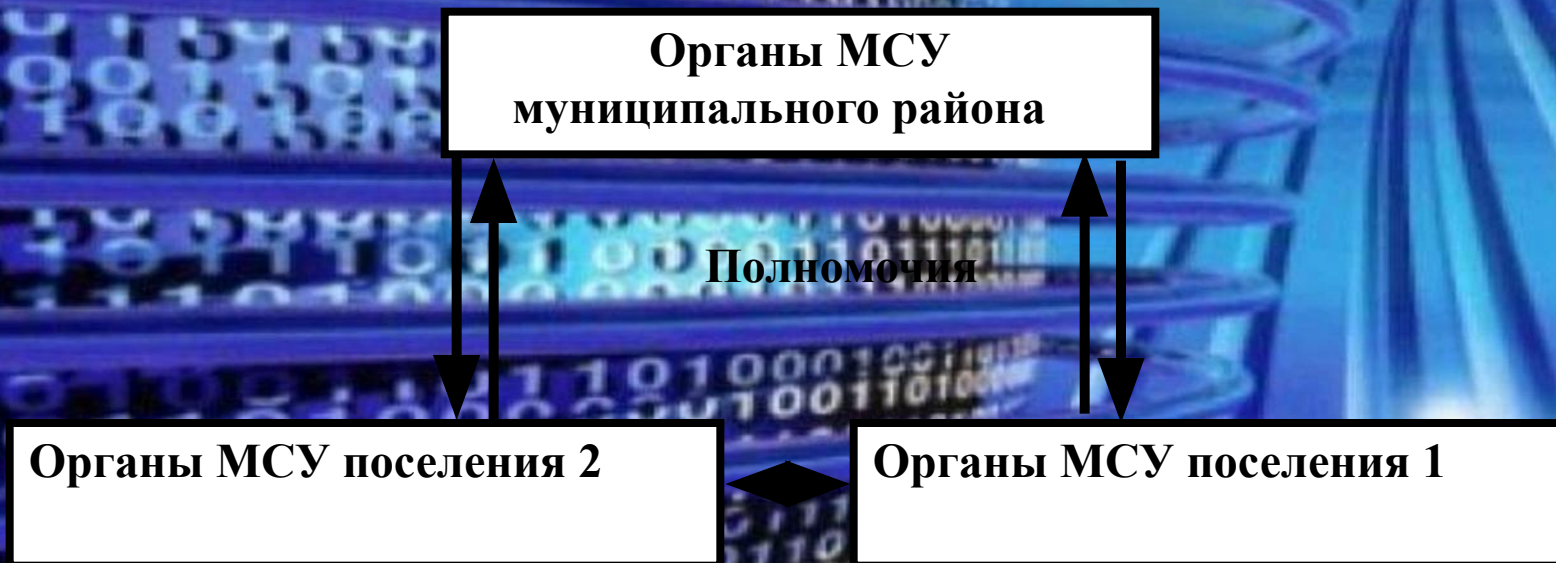 Органы МСУ
муниципального района
Полномочия
Органы МСУ поселения 2
Органы МСУ поселения 1